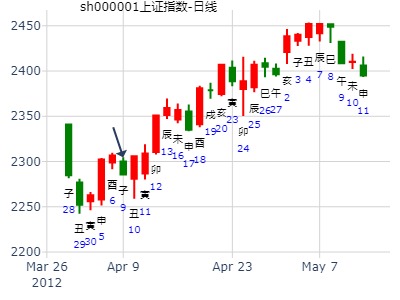 sh000001上证指数-日线
2450
2400
2350
2300
2250
2200
子
28
丑
29
寅
30
申
5
酉
6
子
9
丑
10
寅
11
卯
12
辰
13
未
16
申
17
酉
18
戌
19
亥
20
寅
23
卯
24
辰
25
巳
26
午
27
亥
2
子
3
丑
4
辰
7
巳
8
午
9
未
10
申
11
Mar 26
2012
Apr 9
Apr 23
May 7